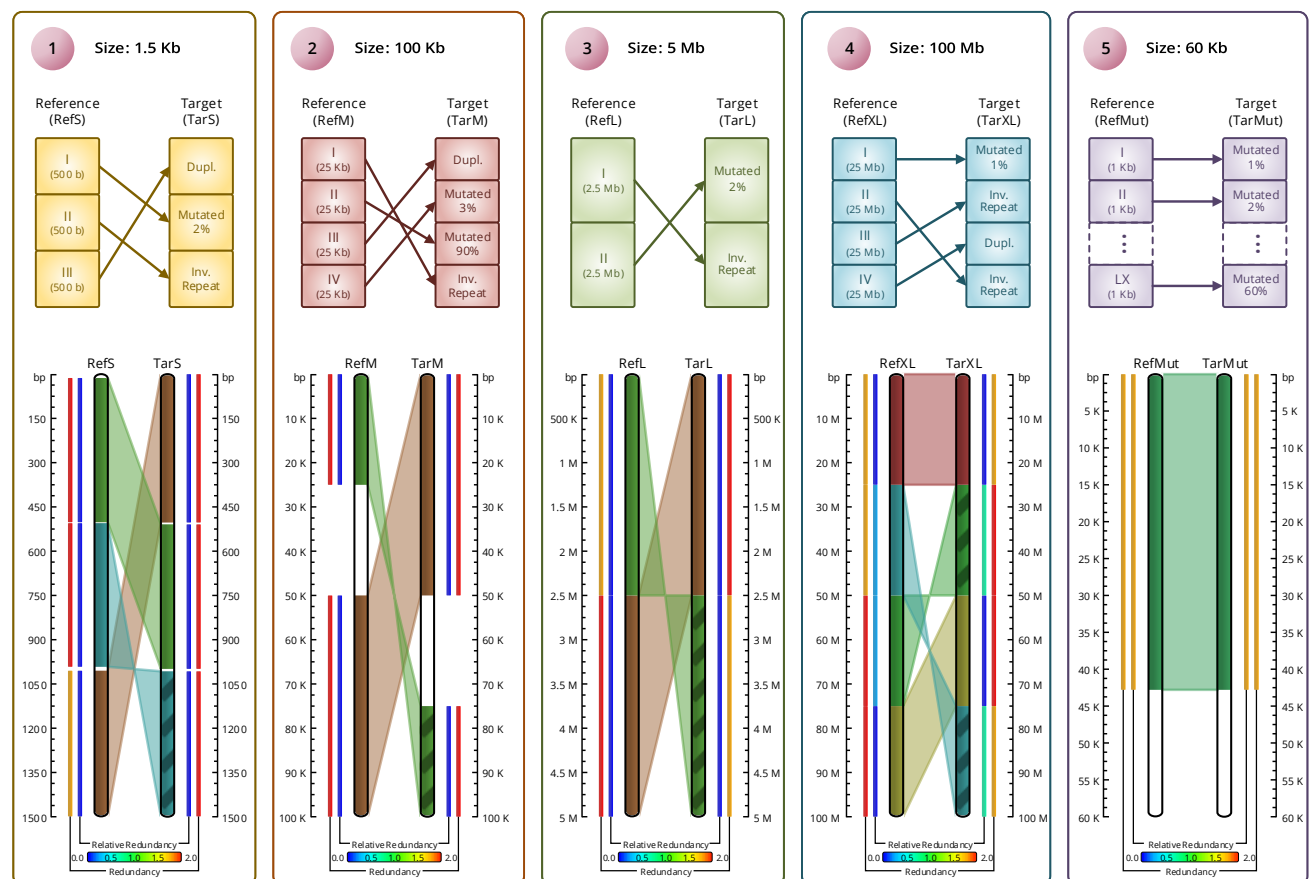 1 Size: 1.5 Kb
Reference Target
(RefS) (TarS)
I
(500 b)
II
(500 b)
III
(500 b)
Dupl.
Mutated
2%
Inv.
Repeat
RefS TarS
bp bp
150 150
300 300
450 450
600 600
750 750
900 900
1050 1050
1200 1200
1350 1350
1500 1500
Relative Redundancy
0.0 0.5 1.0 1.5 2.0
Redundancy
2 Size: 100 Kb
Reference Target
(RefM) (TarM)
I
(25 Kb)
II
(25 Kb)
III
(25 Kb)
IV
(25 Kb)
Dupl.
Mutated
3%
Mutated
90%
Inv.
Repeat
RefM TarM
bp bp
10 K 10 K
20 K 20 K
30 K 30 K
40 K 40 K
50 K 50 K
60 K 60 K
70 K 70 K
80 K 80 K
90 K 90 K
100 K 100 K
Relative Redundancy
0.0 0.5 1.0 1.5 2.0
Redundancy
3 Size: 5 Mb
Reference Target
(RefL) (TarL)
I
(2.5 Mb)
II
(2.5 Mb)
Mutated
2%
Inv.
Repeat
RefL TarL
bp bp
500 K 500 K
1 M 1 M
1.5 M 1.5 M
2 M 2 M
2.5 M 2.5 M
3 M 3 M
3.5 M 3.5 M
4 M 4 M
4.5 M 4.5 M
5 M 5 M
Relative Redundancy
0.0 0.5 1.0 1.5 2.0
Redundancy
4 Size: 100 Mb
Reference Target
(RefXL) (TarXL)
I
(25 Mb)
II
(25 Mb)
III
(25 Mb)
IV
(25 Mb)
Mutated
1%
Inv.
Repeat
Dupl.
Inv.
Repeat
RefXL TarXL
bp bp
10 M 10 M
20 M 20 M
30 M 30 M
40 M 40 M
50 M 50 M
60 M 60 M
70 M 70 M
80 M 80 M
90 M 90 M
100 M 100 M
Relative Redundancy
0.0 0.5 1.0 1.5 2.0
Redundancy
5 Size: 60 Kb
Reference Target
(RefMut) (TarMut)
I
(1 Kb)
II
(1 Kb)
⋮
LX
(1 Kb)
Mutated
1%
Mutated
2%
⋮
Mutated
60%
RefMut TarMut
bp bp
5 K 5 K
10 K 10 K
15 K 15 K
20 K 20 K
25 K 25 K
30 K 30 K
35 K 35 K
40 K 40 K
45 K 45 K
50 K 50 K
55 K 55 K
60 K 60 K
Relative Redundancy
0.0 0.5 1.0 1.5 2.0
Redundancy